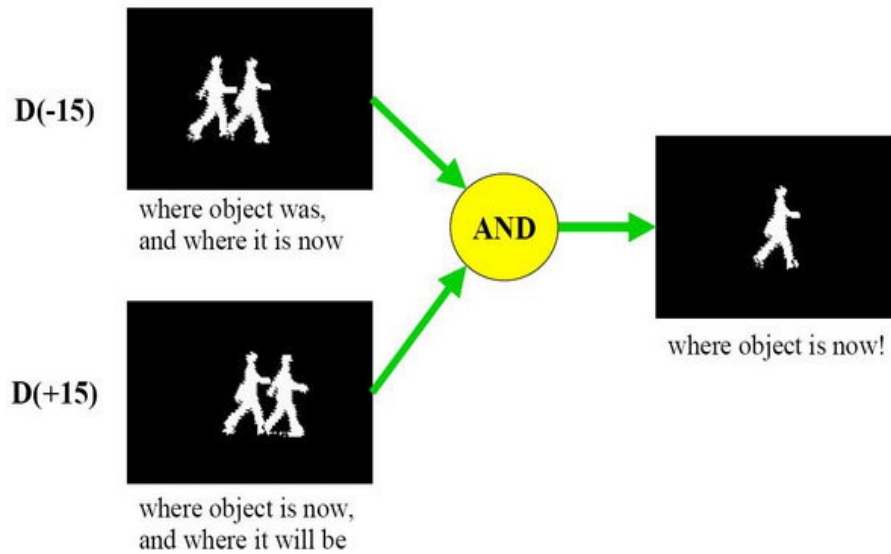 D(-15)
where object was,
and where it is now
AND
where object is now!
D(+15)
where object is now,
and where it will be